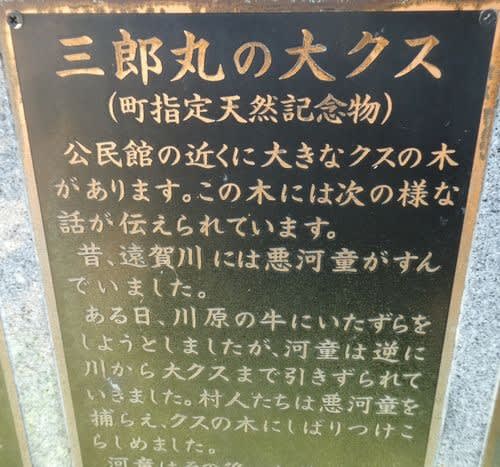 三郎丸の大クス
(町指定天然記念物)
公民館の近くに大きなクスの木
があります。この木には次の様な
話が伝えられています。
昔、遠賀川には悪河童がすん
でいました。
ある日、川原の牛にいたずらを
しようとしましたが、河童は逆に
川から大クスまで引きずられて
いきました。村人たちは悪河童を
捕らえ、クスの木にしばりつけこ
らしめました。
河童はその後